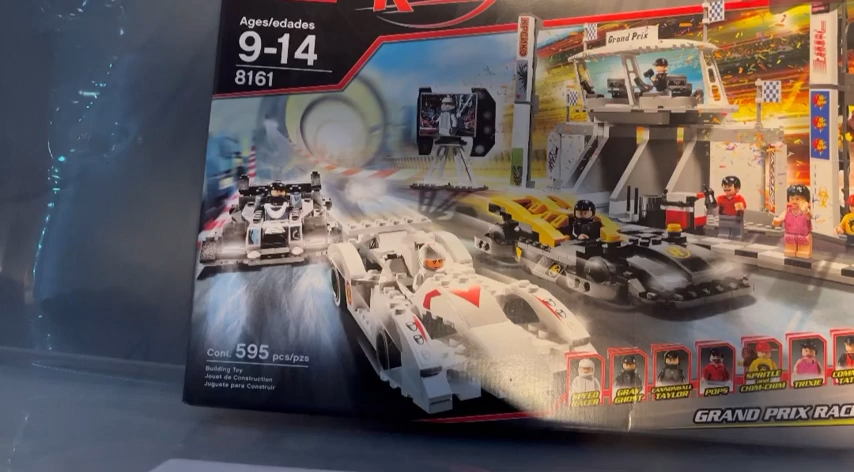 Ages/edades
9-14
8161
Grand Prix
Cont. 595 pcs/pzs
Building Toy
Jouet de Construction
Juguete para Construir
SPEED RACER
GRAY GHOST
CANNONBALL TAYLOR
POPS
SPRITLE and CHIM-CHIM
TRIXIE
GRAND PRIX RAC